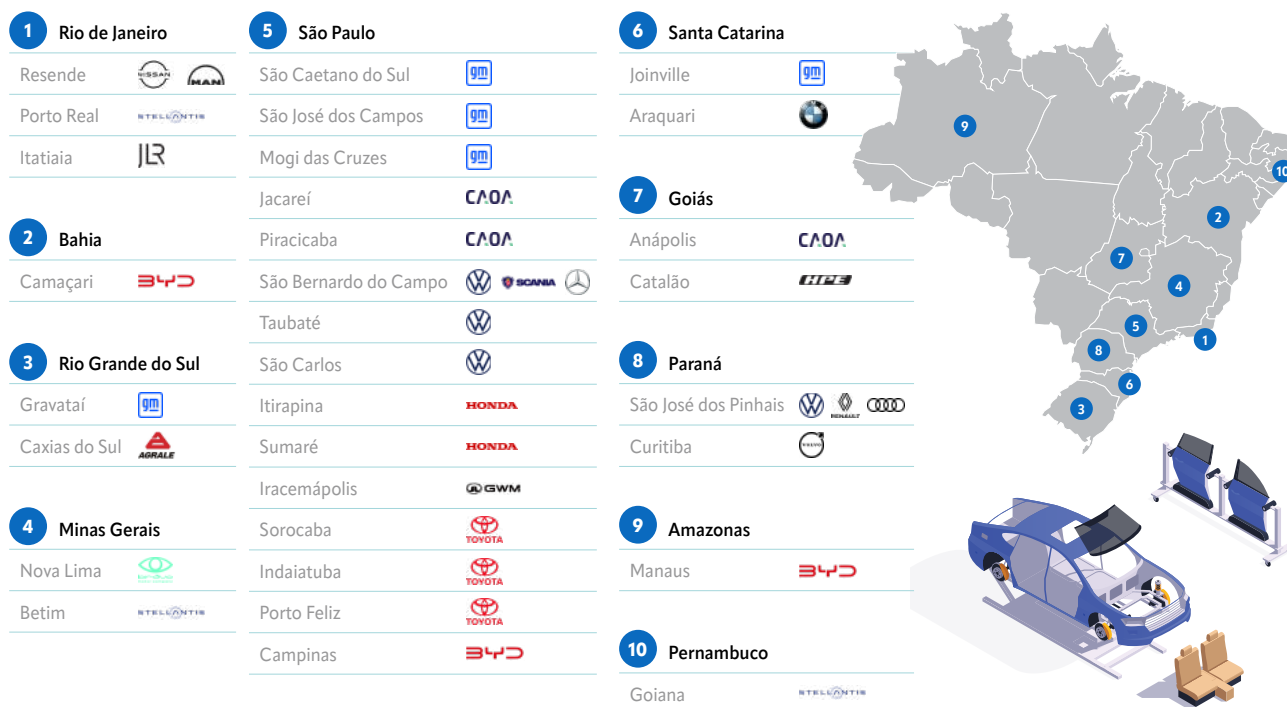 1 Rio de Janeiro
Resende NISSAN MAN
Porto Real STELLANTIS
Itatiaia JLR
2 Bahia
Camaçari BYD
3 Rio Grande do Sul
Gravataí gm
Caxias do Sul AGRALE
4 Minas Gerais
Nova Lima
Betim STELLANTIS
5 São Paulo
São Caetano do Sul gm
São José dos Campos gm
Mogi das Cruzes gm
Jacareí CAOA
Piracicaba CAOA
São Bernardo do Campo VW SCANIA
Taubaté VW
São Carlos VW
Itirapina HONDA
Sumaré HONDA
Iracemápolis GWM
Sorocaba TOYOTA
Indaiatuba TOYOTA
Porto Feliz TOYOTA
Campinas BYD
6 Santa Catarina
Joinville gm
Araquari
7 Goiás
Anápolis CAOA
Catalão HPE
8 Paraná
São José dos Pinhais VW RENAULT
Curitiba VOLVO
9 Amazonas
Manaus BYD
10 Pernambuco
Goiana STELLANTIS
9
10
2
7
4
5
1
8
6
3